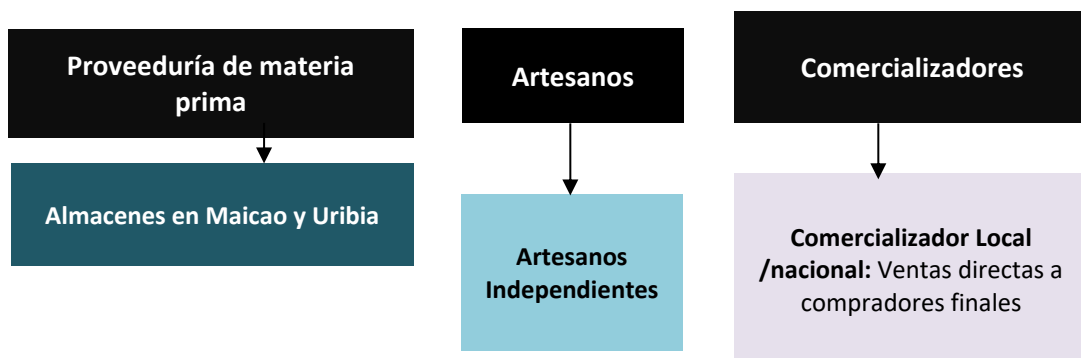 Proveeduría de materia
prima
Almacenes en Maicao y Uribia
Artesanos
Artesanos
Independientes
Comercializadores
Comercializador Local
/nacional: Ventas directas a
compradores finales